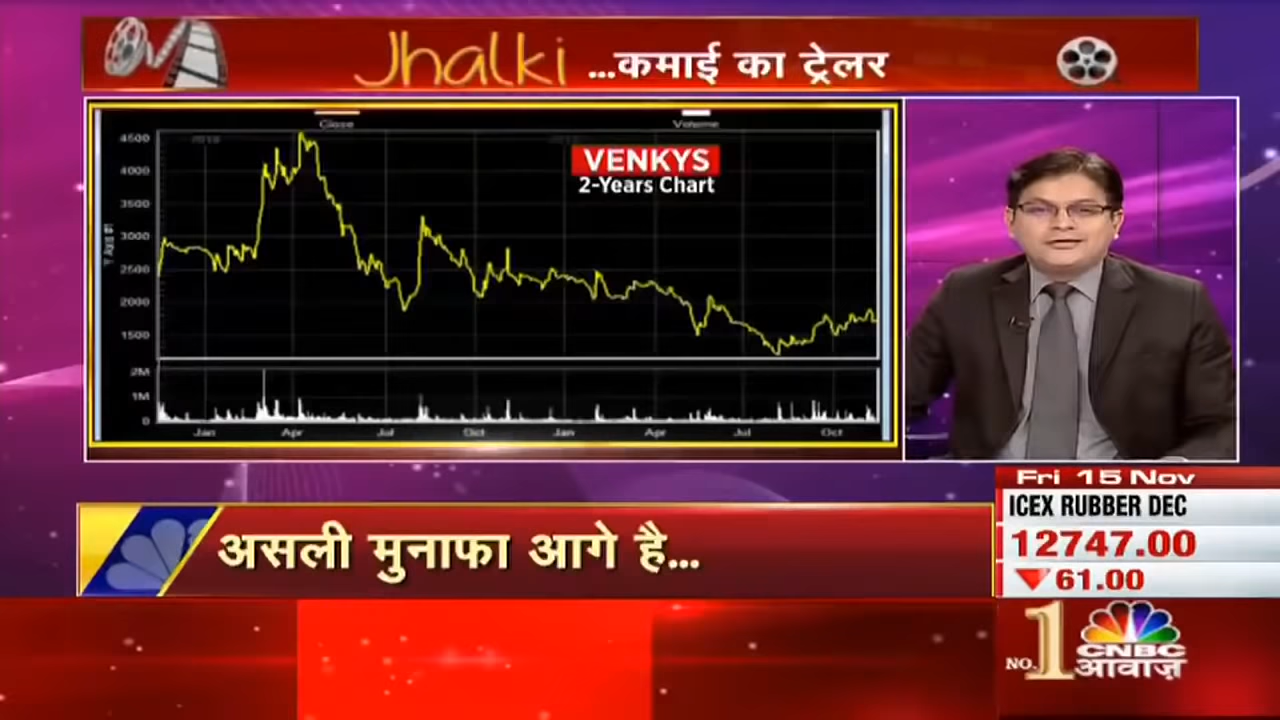 Jhalki ...कमाई का ट्रेलर
Close
Volume
VENKYS
2-Years Chart
4500
4000
3500
3000
2500
2000
1500
2M
1M
0
Jan Apr Jul Oct Jan Apr Jul Oct
Fri 15 Nov
ICEX RUBBER DEC
12747.00
61.00
असली मुनाफा आगे है...
NO.1
CNBC
आवाज़